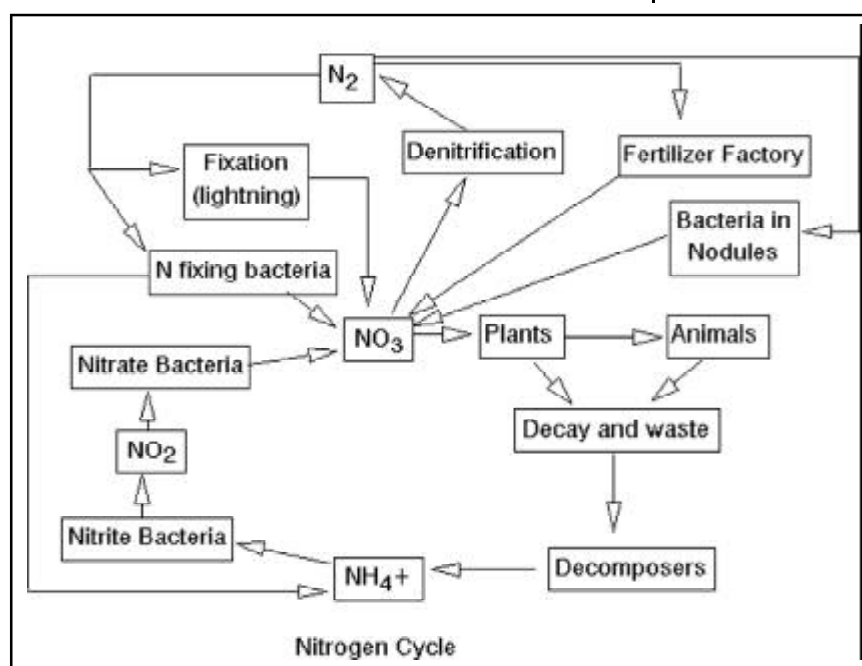 N2
Fixation
(lightning)
Denitrification
Fertilizer Factory
Bacteria in
Nodules
N fixing bacteria
NO3
Plants
Animals
Nitrate Bacteria
Decay and waste
NO2
Nitrite Bacteria
NH4+
Decomposers
Nitrogen Cycle